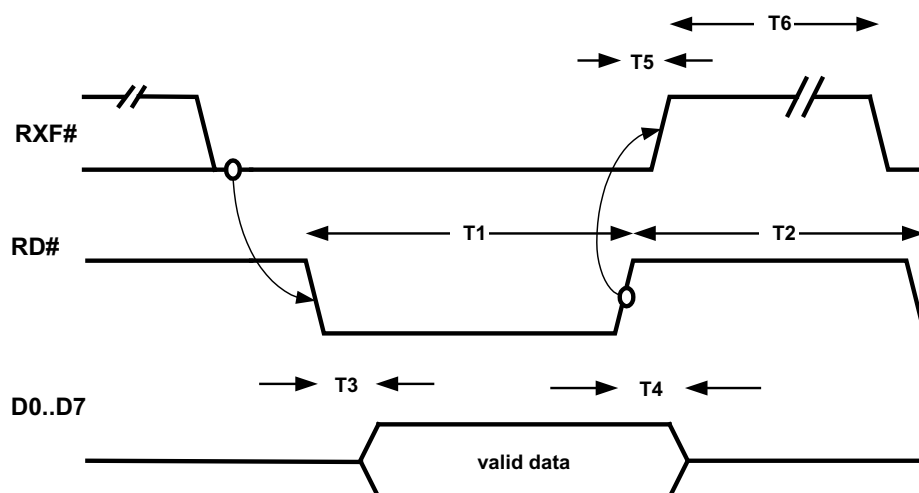 T6
T5
RXF#
T1
T2
RD#
T3
T4
D0..D7
valid data